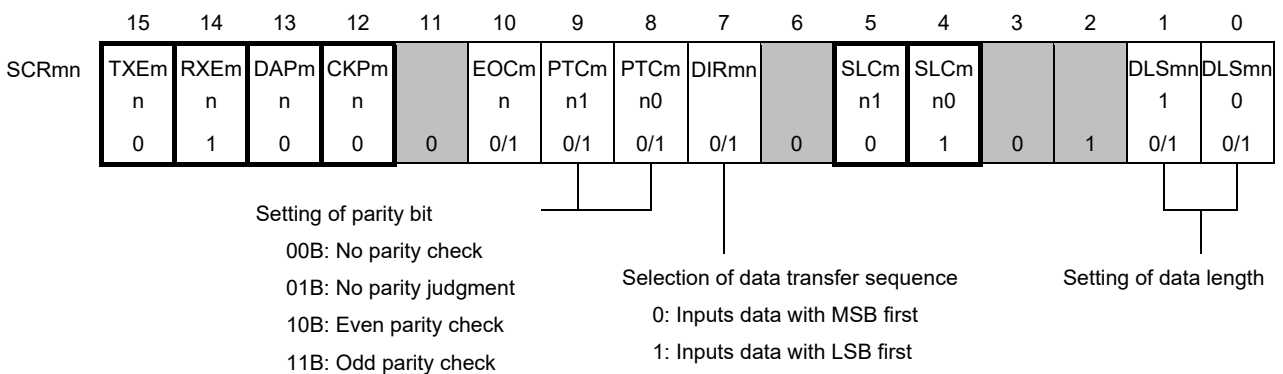 15 14 13 12 11 10 9 8 7 6 5 4 3 2 1 0
SCRmn TXEm RXEm DAPm CKPm EOCm PTCm PTCm DIRmn SLCm SLCm DLSmn DLSmn
n n n n n n1 n0 n1 n0 1 0
0 1 0 0 0 0/1 0/1 0/1 0/1 0 0 1 0 1 0/1 0/1
Setting of parity bit
00B: No parity check
01B: No parity judgment
10B: Even parity check
11B: Odd parity check
Selection of data transfer sequence
0: Inputs data with MSB first
1: Inputs data with LSB first
Setting of data length